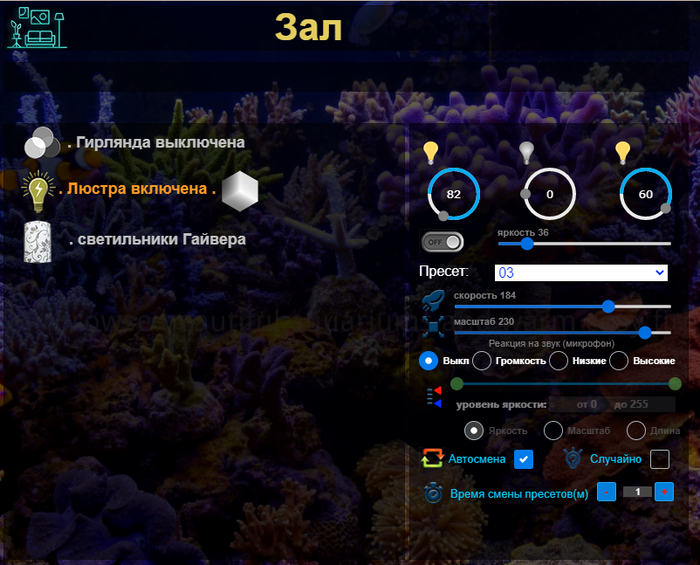 Зал
. Гирлянда выключена
. Люстра включена .
. светильники Гайвера
82
0
60
OFF
яркость 36
Пресет:
03
скорость 184
масштаб 230
Реакция на звук (микрофон)
Выкл
Громкость
Низкие
Высокие
уровень яркости:
от 0
до 255
Яркость
Масштаб
Длина
Автосмена
Случайно
Время смены пресетов(м)
-
1
+